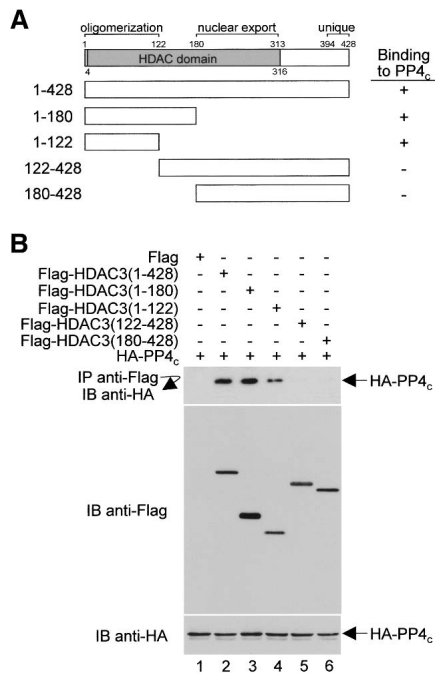 A
oligomerization nuclear export unique
1 122 180 313 394 428
HDAC domain
4 316
Binding
to PP4c
1-428 +
1-180 +
1-122 +
122-428 -
180-428 -
B
Flag + - - - - -
Flag-HDAC3(1-428) - + - - - -
Flag-HDAC3(1-180) - - + - - -
Flag-HDAC3(1-122) - - - + - -
Flag-HDAC3(122-428) - - - - + -
Flag-HDAC3(180-428) - - - - - +
HA-PP4c + + + + + +
IP anti-Flag
IB anti-HA
HA-PP4c
IB anti-Flag
IB anti-HA
HA-PP4c
1 2 3 4 5 6